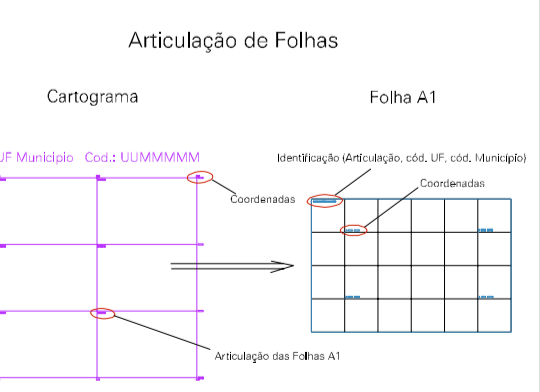 Articulação de Folhas
Cartograma
Folha A1
UF Municipio Cod.: UUMMMMM
Identificação (Articulação, cód. UF, cód. Município)
Coordenadas
Coordenadas
Articulação das Folhas A1